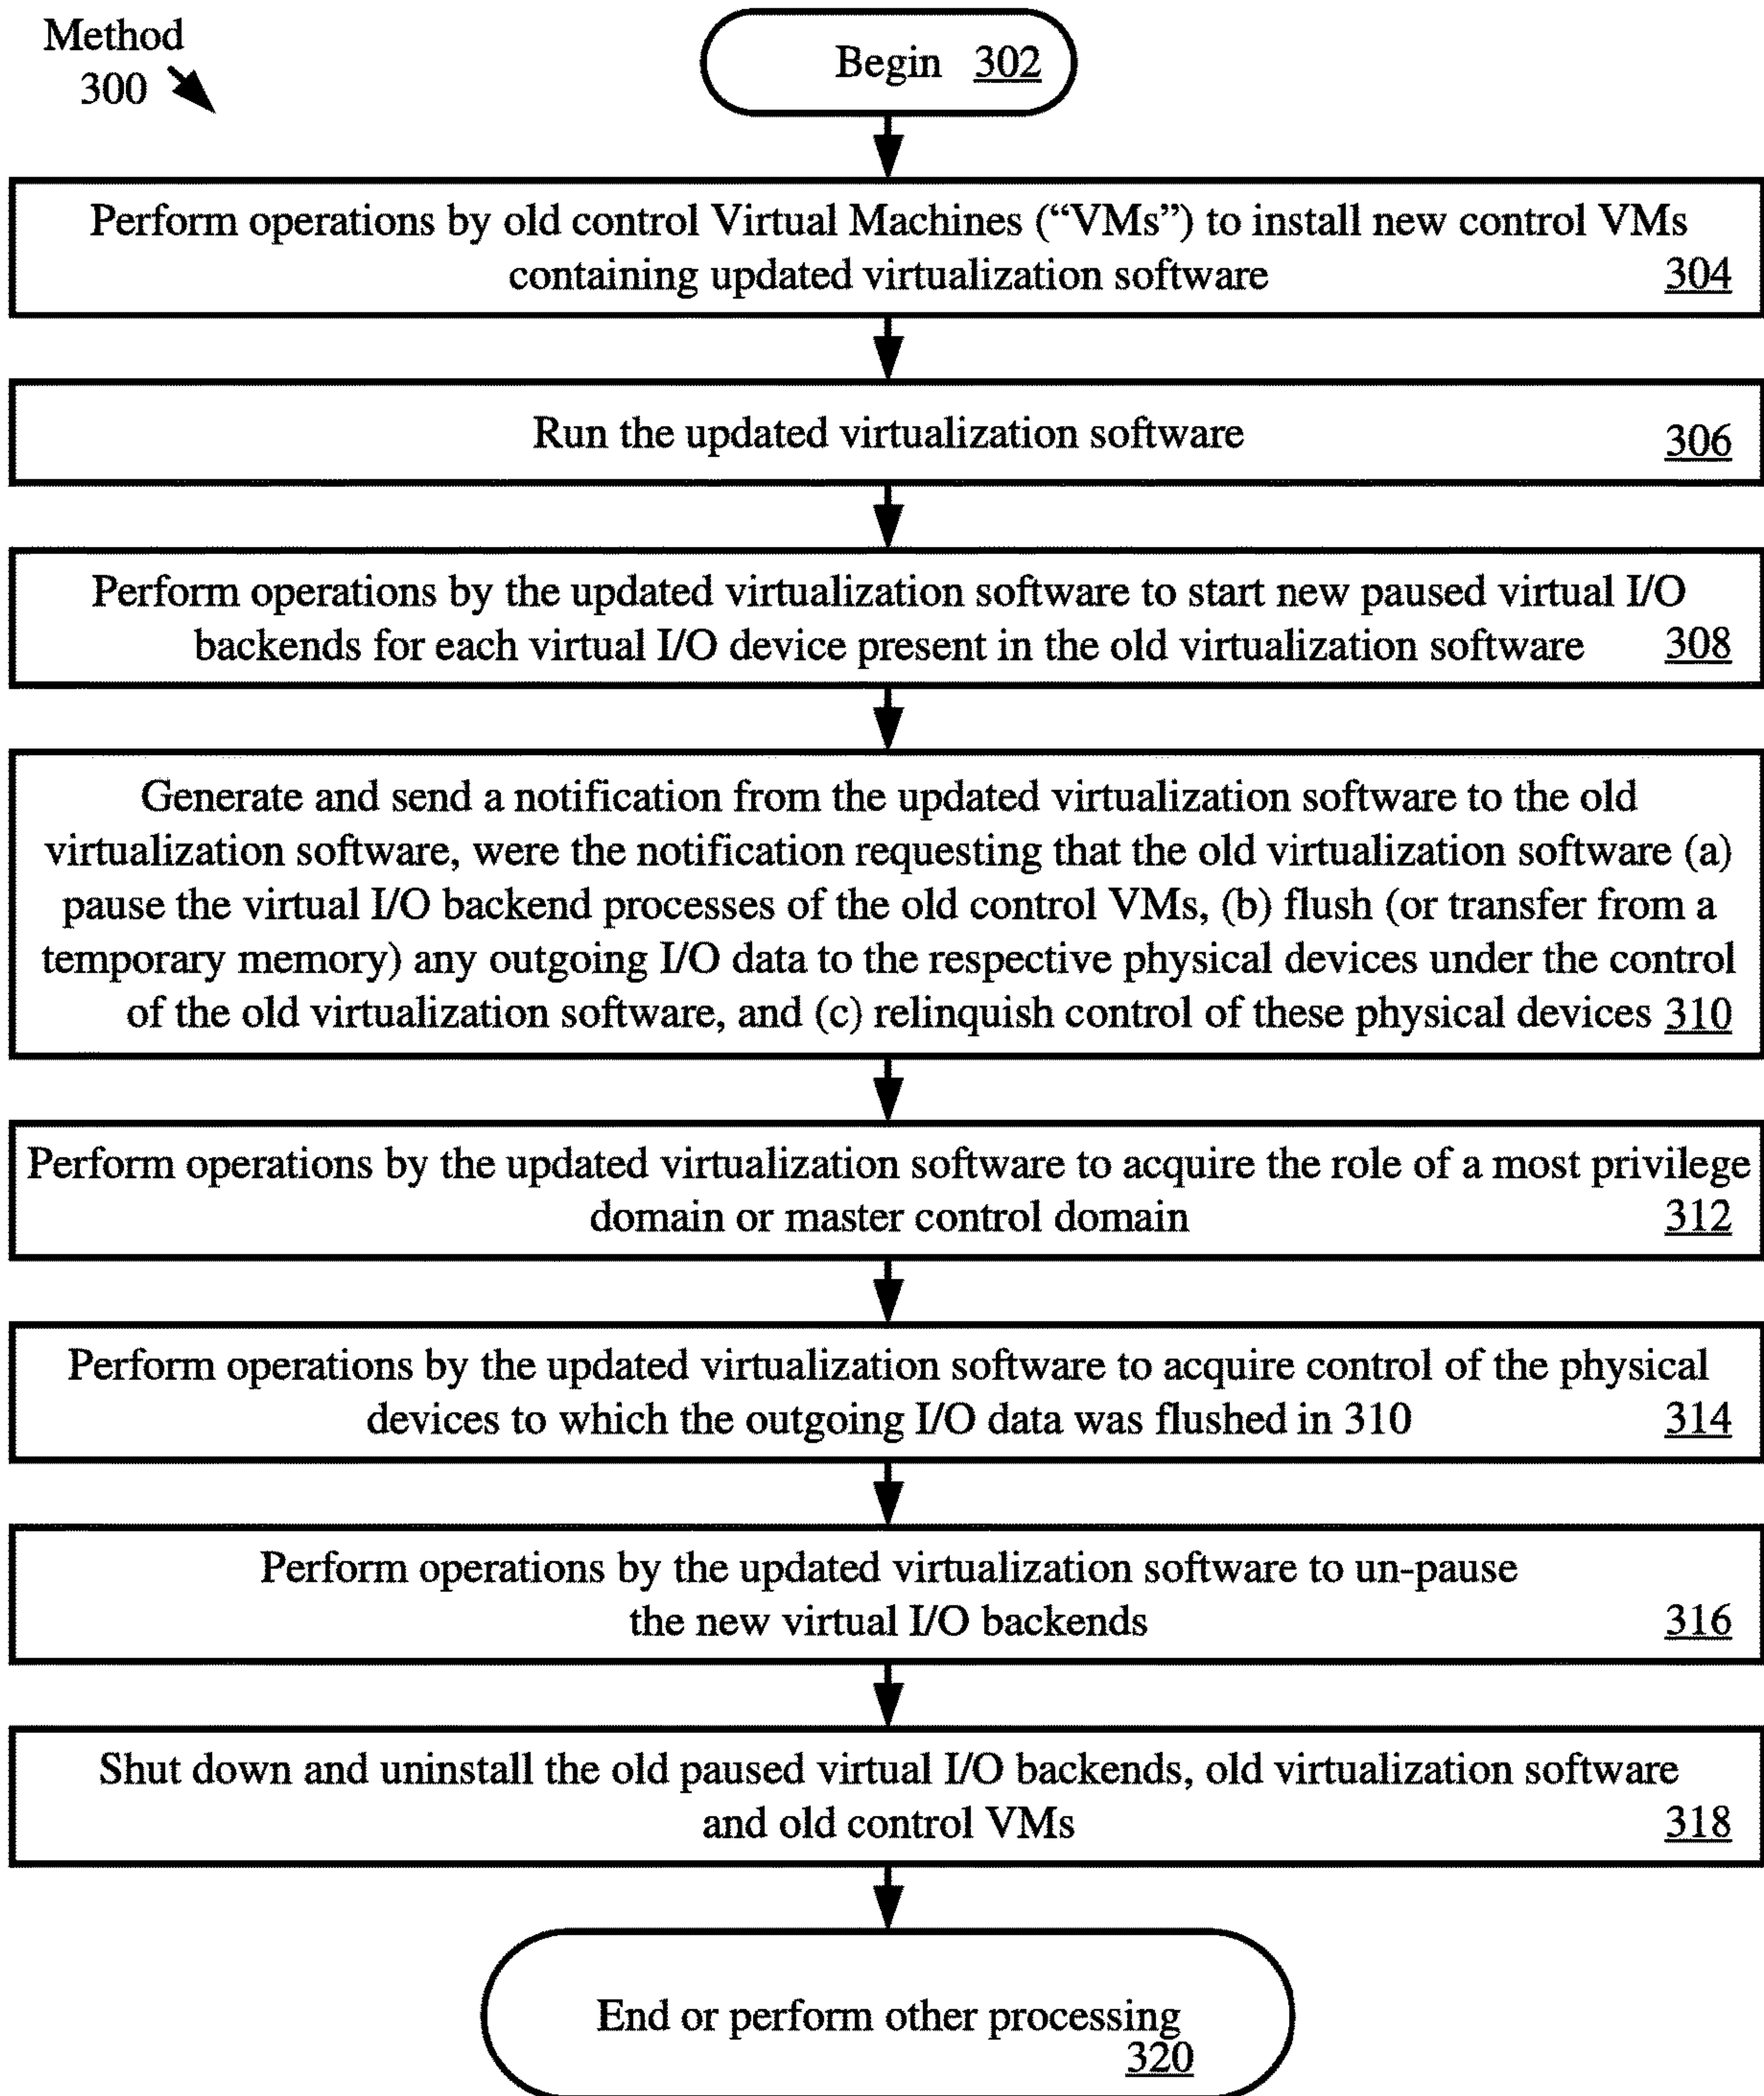 Method
300
Begin 302
Perform operations by old control Virtual Machines (“VMs”) to install new control VMs
containing updated virtualization software 304
Run the updated virtualization software 306
Perform operations by the updated virtualization software to start new paused virtual I/O
backends for each virtual I/O device present in the old virtualization software 308
Generate and send a notification from the updated virtualization software to the old
virtualization software, were the notification requesting that the old virtualization software (a)
pause the virtual I/O backend processes of the old control VMs, (b) flush (or transfer from a
temporary memory) any outgoing I/O data to the respective physical devices under the control
of the old virtualization software, and (c) relinquish control of these physical devices 310
Perform operations by the updated virtualization software to acquire the role of a most privilege
domain or master control domain 312
Perform operations by the updated virtualization software to acquire control of the physical
devices to which the outgoing I/O data was flushed in 310 314
Perform operations by the updated virtualization software to un-pause
the new virtual I/O backends 316
Shut down and uninstall the old paused virtual I/O backends, old virtualization software
and old control VMs 318
End or perform other processing
320